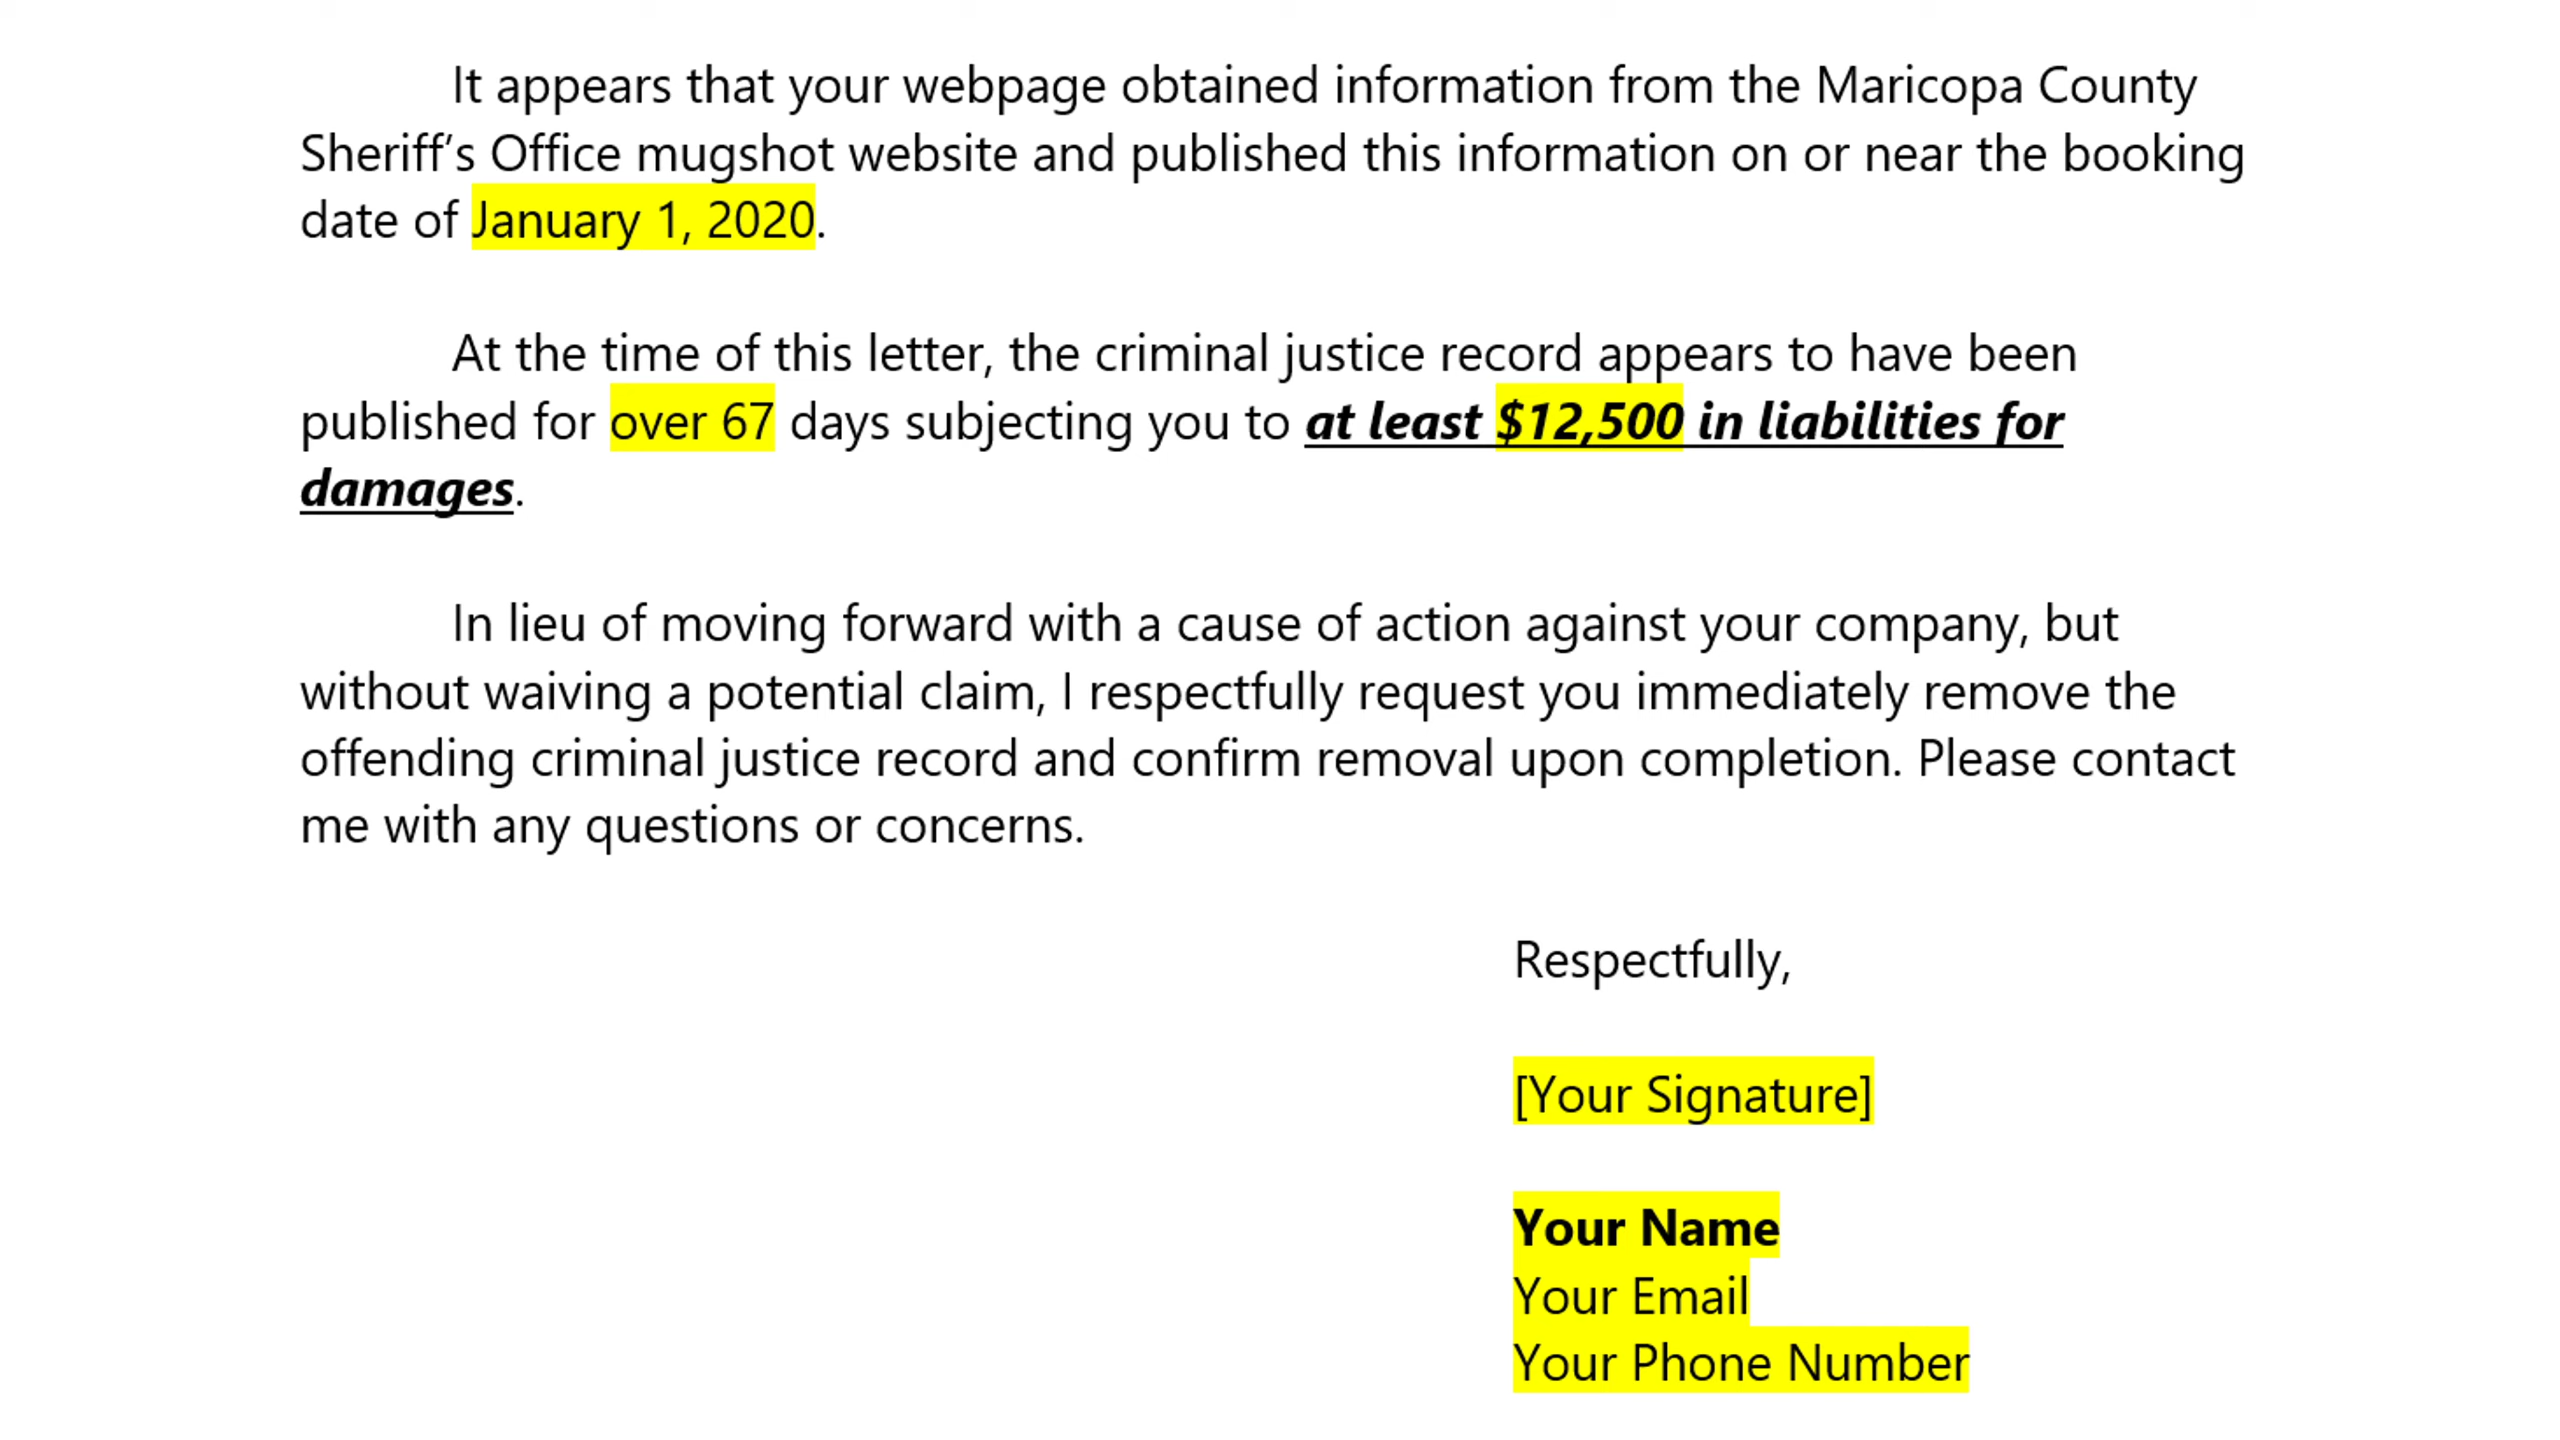 It appears that your webpage obtained information from the Maricopa County
Sheriff’s Office mugshot website and published this information on or near the booking
date of January 1, 2020.
At the time of this letter, the criminal justice record appears to have been
published for over 67 days subjecting you to at least $12,500 in liabilities for
damages.
In lieu of moving forward with a cause of action against your company, but
without waiving a potential claim, I respectfully request you immediately remove the
offending criminal justice record and confirm removal upon completion. Please contact
me with any questions or concerns.
Respectfully,
[Your Signature]
Your Name
Your Email
Your Phone Number